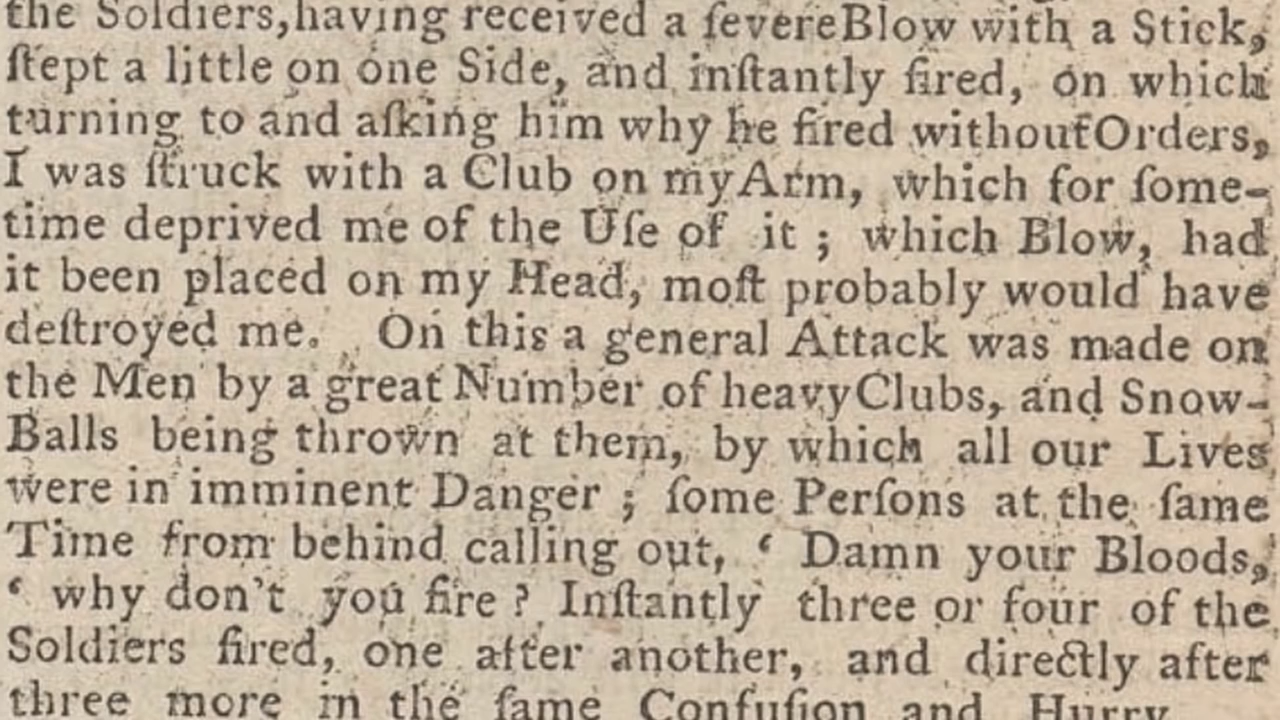 the Soldiers, having received a ſevere Blow with a Stick,
ſtept a little on one Side, and inſtantly fired, on which
turning to and aſking him why he fired without Orders,
I was ſtruck with a Club on my Arm, which for ſome-
time deprived me of the Uſe of it ; which Blow, had
it been placed on my Head, moſt probably would have
deſtroyed me. On this a general Attack was made on
the Men by a great Number of heavy Clubs, and Snow-
Balls being thrown at them, by which all our Lives
were in imminent Danger ; ſome Perſons at the ſame
Time from behind calling out, ‘ Damn your Bloods,
‘ why don't you fire ? Inſtantly three or four of the
Soldiers fired, one after another, and directly after
three more in the ſame Confuſion and Hurry